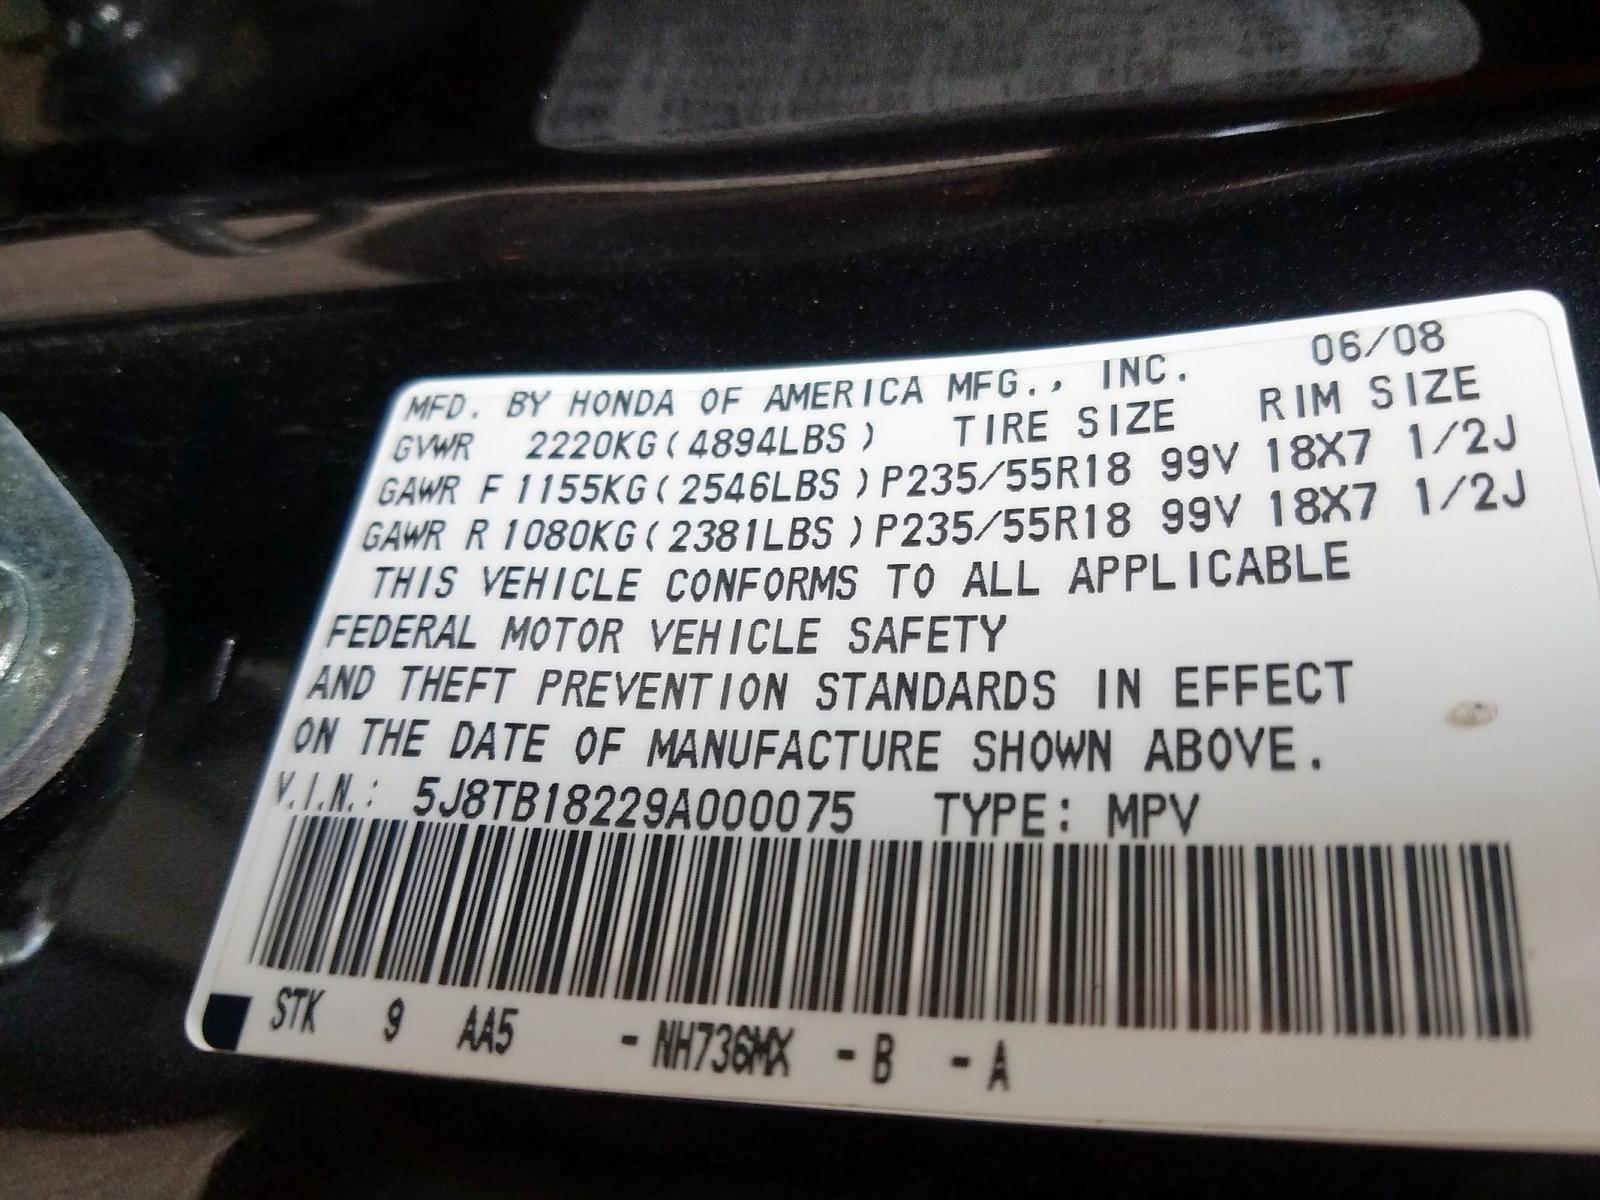 MFD. BY HONDA OF AMERICA MFG., INC. 06/08
GVWR 2220KG(4894LBS) TIRE SIZE RIM SIZE
GAWR F 1155KG(2546LBS)P235/55R18 99V 18X7 1/2J
GAWR R 1080KG(2381LBS)P235/55R18 99V 18X7 1/2J
THIS VEHICLE CONFORMS TO ALL APPLICABLE
FEDERAL MOTOR VEHICLE SAFETY
AND THEFT PREVENTION STANDARDS IN EFFECT
ON THE DATE OF MANUFACTURE SHOWN ABOVE.
V.I.N.: 5J8TB18229A000075 TYPE: MPV
STK 9 AA5 -NH736MX -B -A